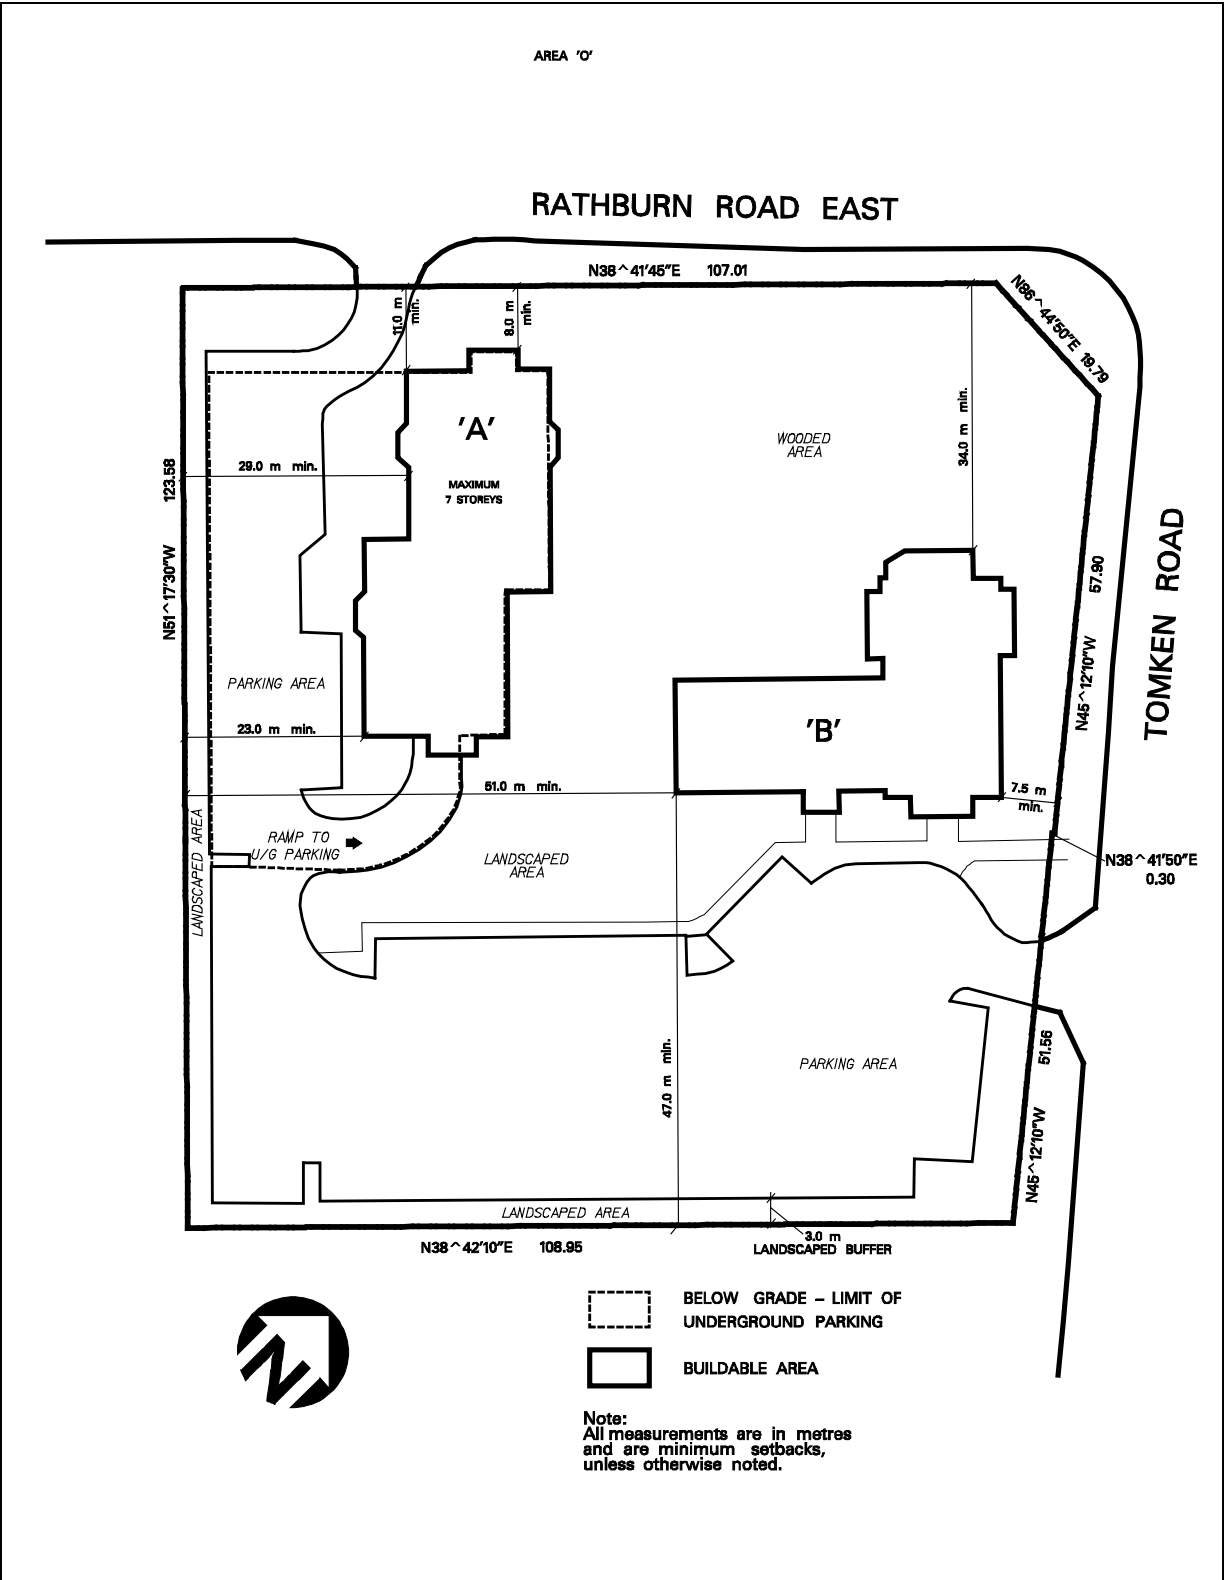 AREA 'O'
RATHBURN ROAD EAST
N38^41'45"E 107.01
N86^44'50"E 19.79
11.0 m min.
8.0 m min.
34.0 m min.
'A'
MAXIMUM
7 STOREYS
WOODED
AREA
29.0 m min.
123.58
N51^17'30"W
57.90
N45^12'10"W
TOMKEN ROAD
PARKING AREA
23.0 m min.
'B'
51.0 m min.
7.5 m
min.
LANDSCAPED AREA
RAMP TO
U/G PARKING
LANDSCAPED
AREA
N38^41'50"E
0.30
47.0 m min.
PARKING AREA
51.56
N45^12'10"W
LANDSCAPED AREA
3.0 m
LANDSCAPED BUFFER
N38^42'10"E 108.95
N
BELOW GRADE – LIMIT OF
UNDERGROUND PARKING
BUILDABLE AREA
Note:
All measurements are in metres
and are minimum setbacks,
unless otherwise noted.